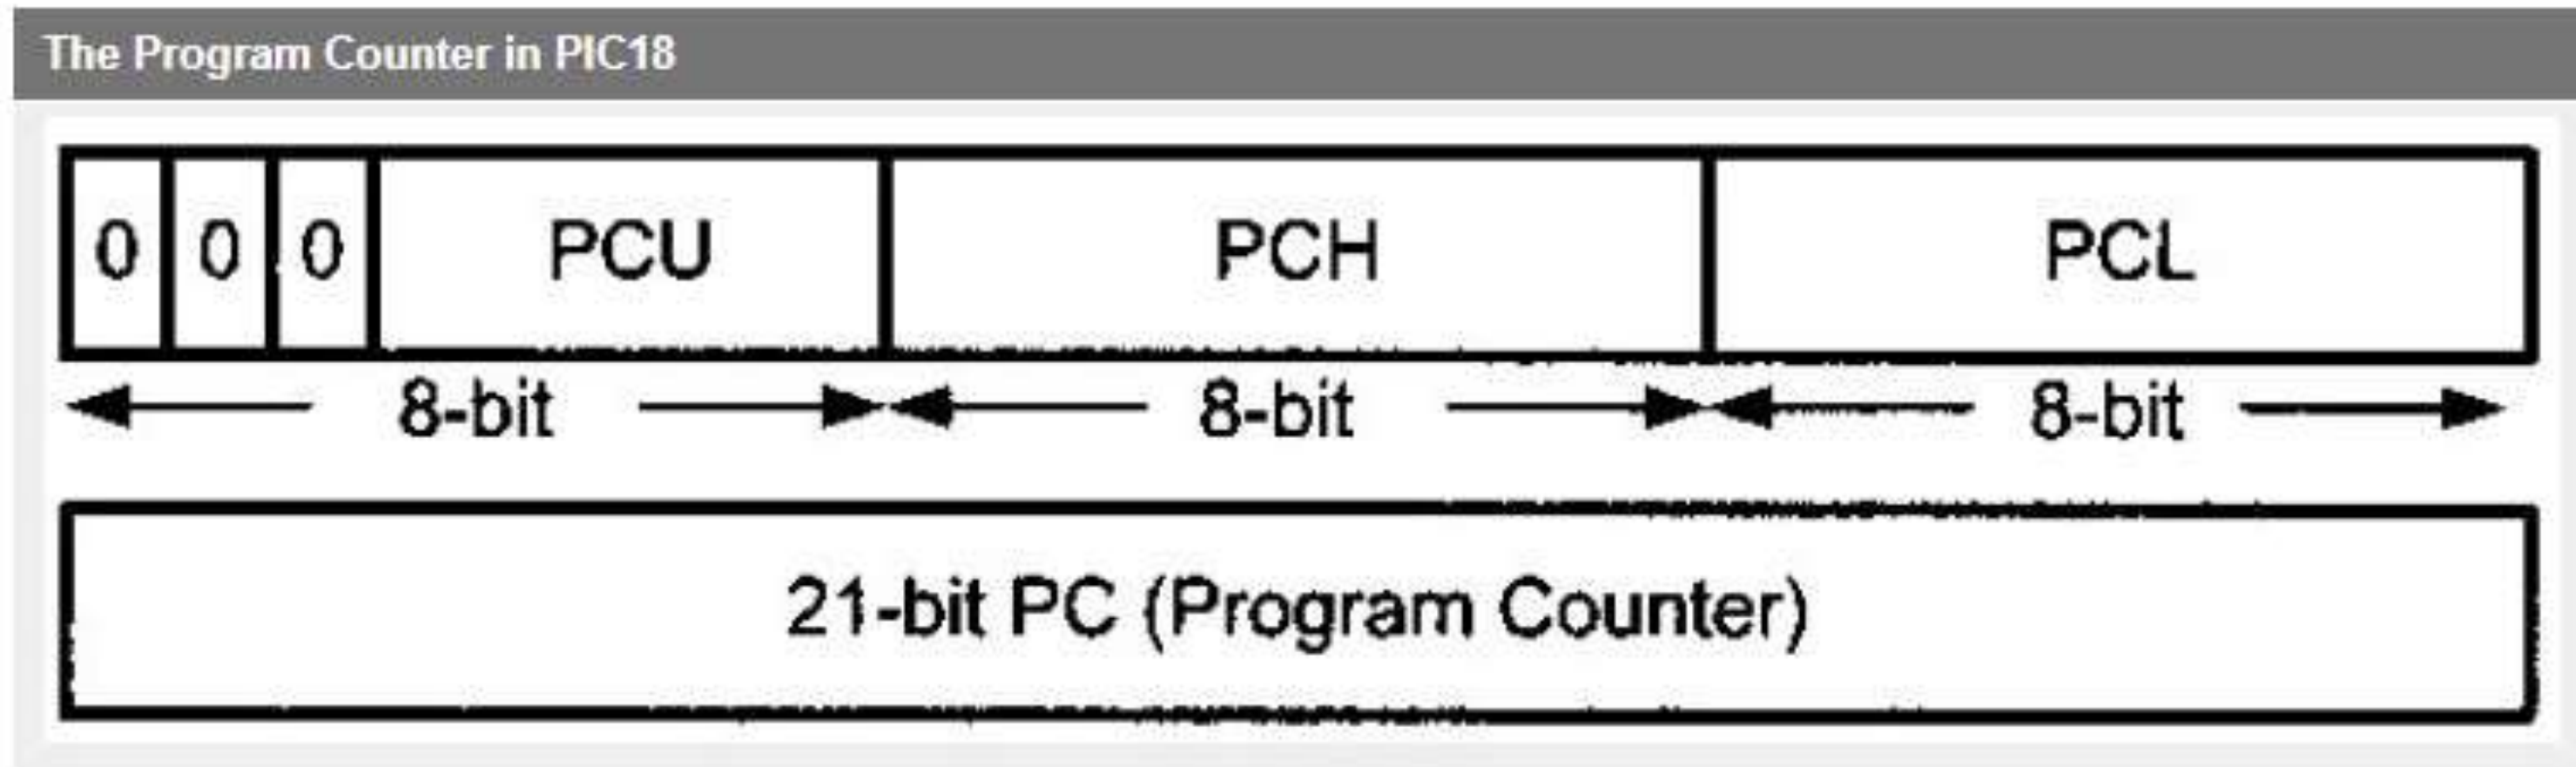 The Program Counter in PIC18
0 0 0 PCU PCH PCL
8-bit 8-bit 8-bit
21-bit PC (Program Counter)